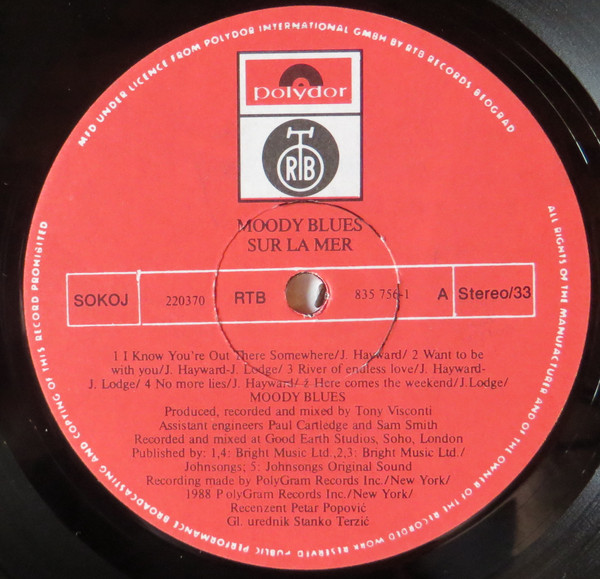 MFD UNDER LICENCE FROM POLYDOR INTERNATIONAL GMBH BY RTB RECORDS BEOGRAD
polydor
RTB
MOODY BLUES
SUR LA MER
SOKOJ 220370 RTB 835 756-1 A Stereo/33
1 I Know You're Out There Somewhere/J. Hayward/ 2 Want to be
with you/J. Hayward-J. Lodge/ 3 River of endless love/J. Hayward-
J. Lodge/ 4 No more lies/J. Hayward/ 2 Here comes the weekend/J.Lodge/
MOODY BLUES
Produced, recorded and mixed by Tony Visconti
Assistant engineers Paul Cartledge and Sam Smith
Recorded and mixed at Good Earth Studios, Soho, London
Published by: 1,4: Bright Music Ltd.,2,3: Bright Music Ltd./
Johnsongs; 5: Johnsongs Original Sound
Recording made by PolyGram Records Inc./New York/
1988 PolyGram Records Inc./New York/
Recenzent Petar Popović
Gl. urednik Stanko Terzić
ALL RIGHTS OF THE MANUFACTURER AND OF THE OWNER OF THE RECORDED WORK RESERVED PUBLIC PERFORMANCE BROADCASTING AND COPYING OF THIS RECORD PROHIBITED